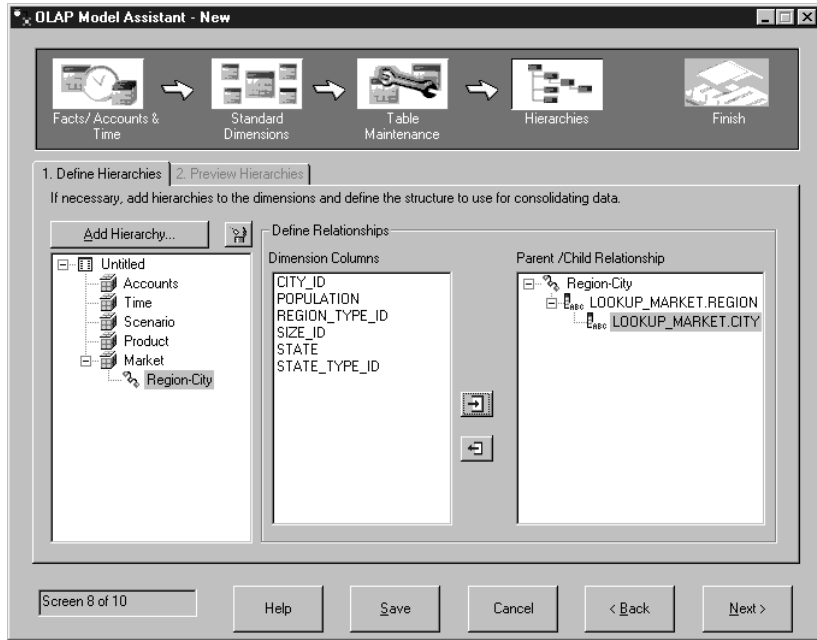 OLAP Model Assistant - New
Facts/ Accounts & Time
Standard Dimensions
Table Maintenance
Hierarchies
Finish
1. Define Hierarchies
2. Preview Hierarchies
If necessary, add hierarchies to the dimensions and define the structure to use for consolidating data.
Add Hierarchy...
Untitled
Accounts
Time
Scenario
Product
Market
Region-City
Define Relationships
Dimension Columns
CITY_ID
POPULATION
REGION_TYPE_ID
SIZE_ID
STATE
STATE_TYPE_ID
Parent /Child Relationship
Region-City
ABC LOOKUP_MARKET.REGION
ABC LOOKUP_MARKET.CITY
Screen 8 of 10
Help
Save
Cancel
< Back
Next >